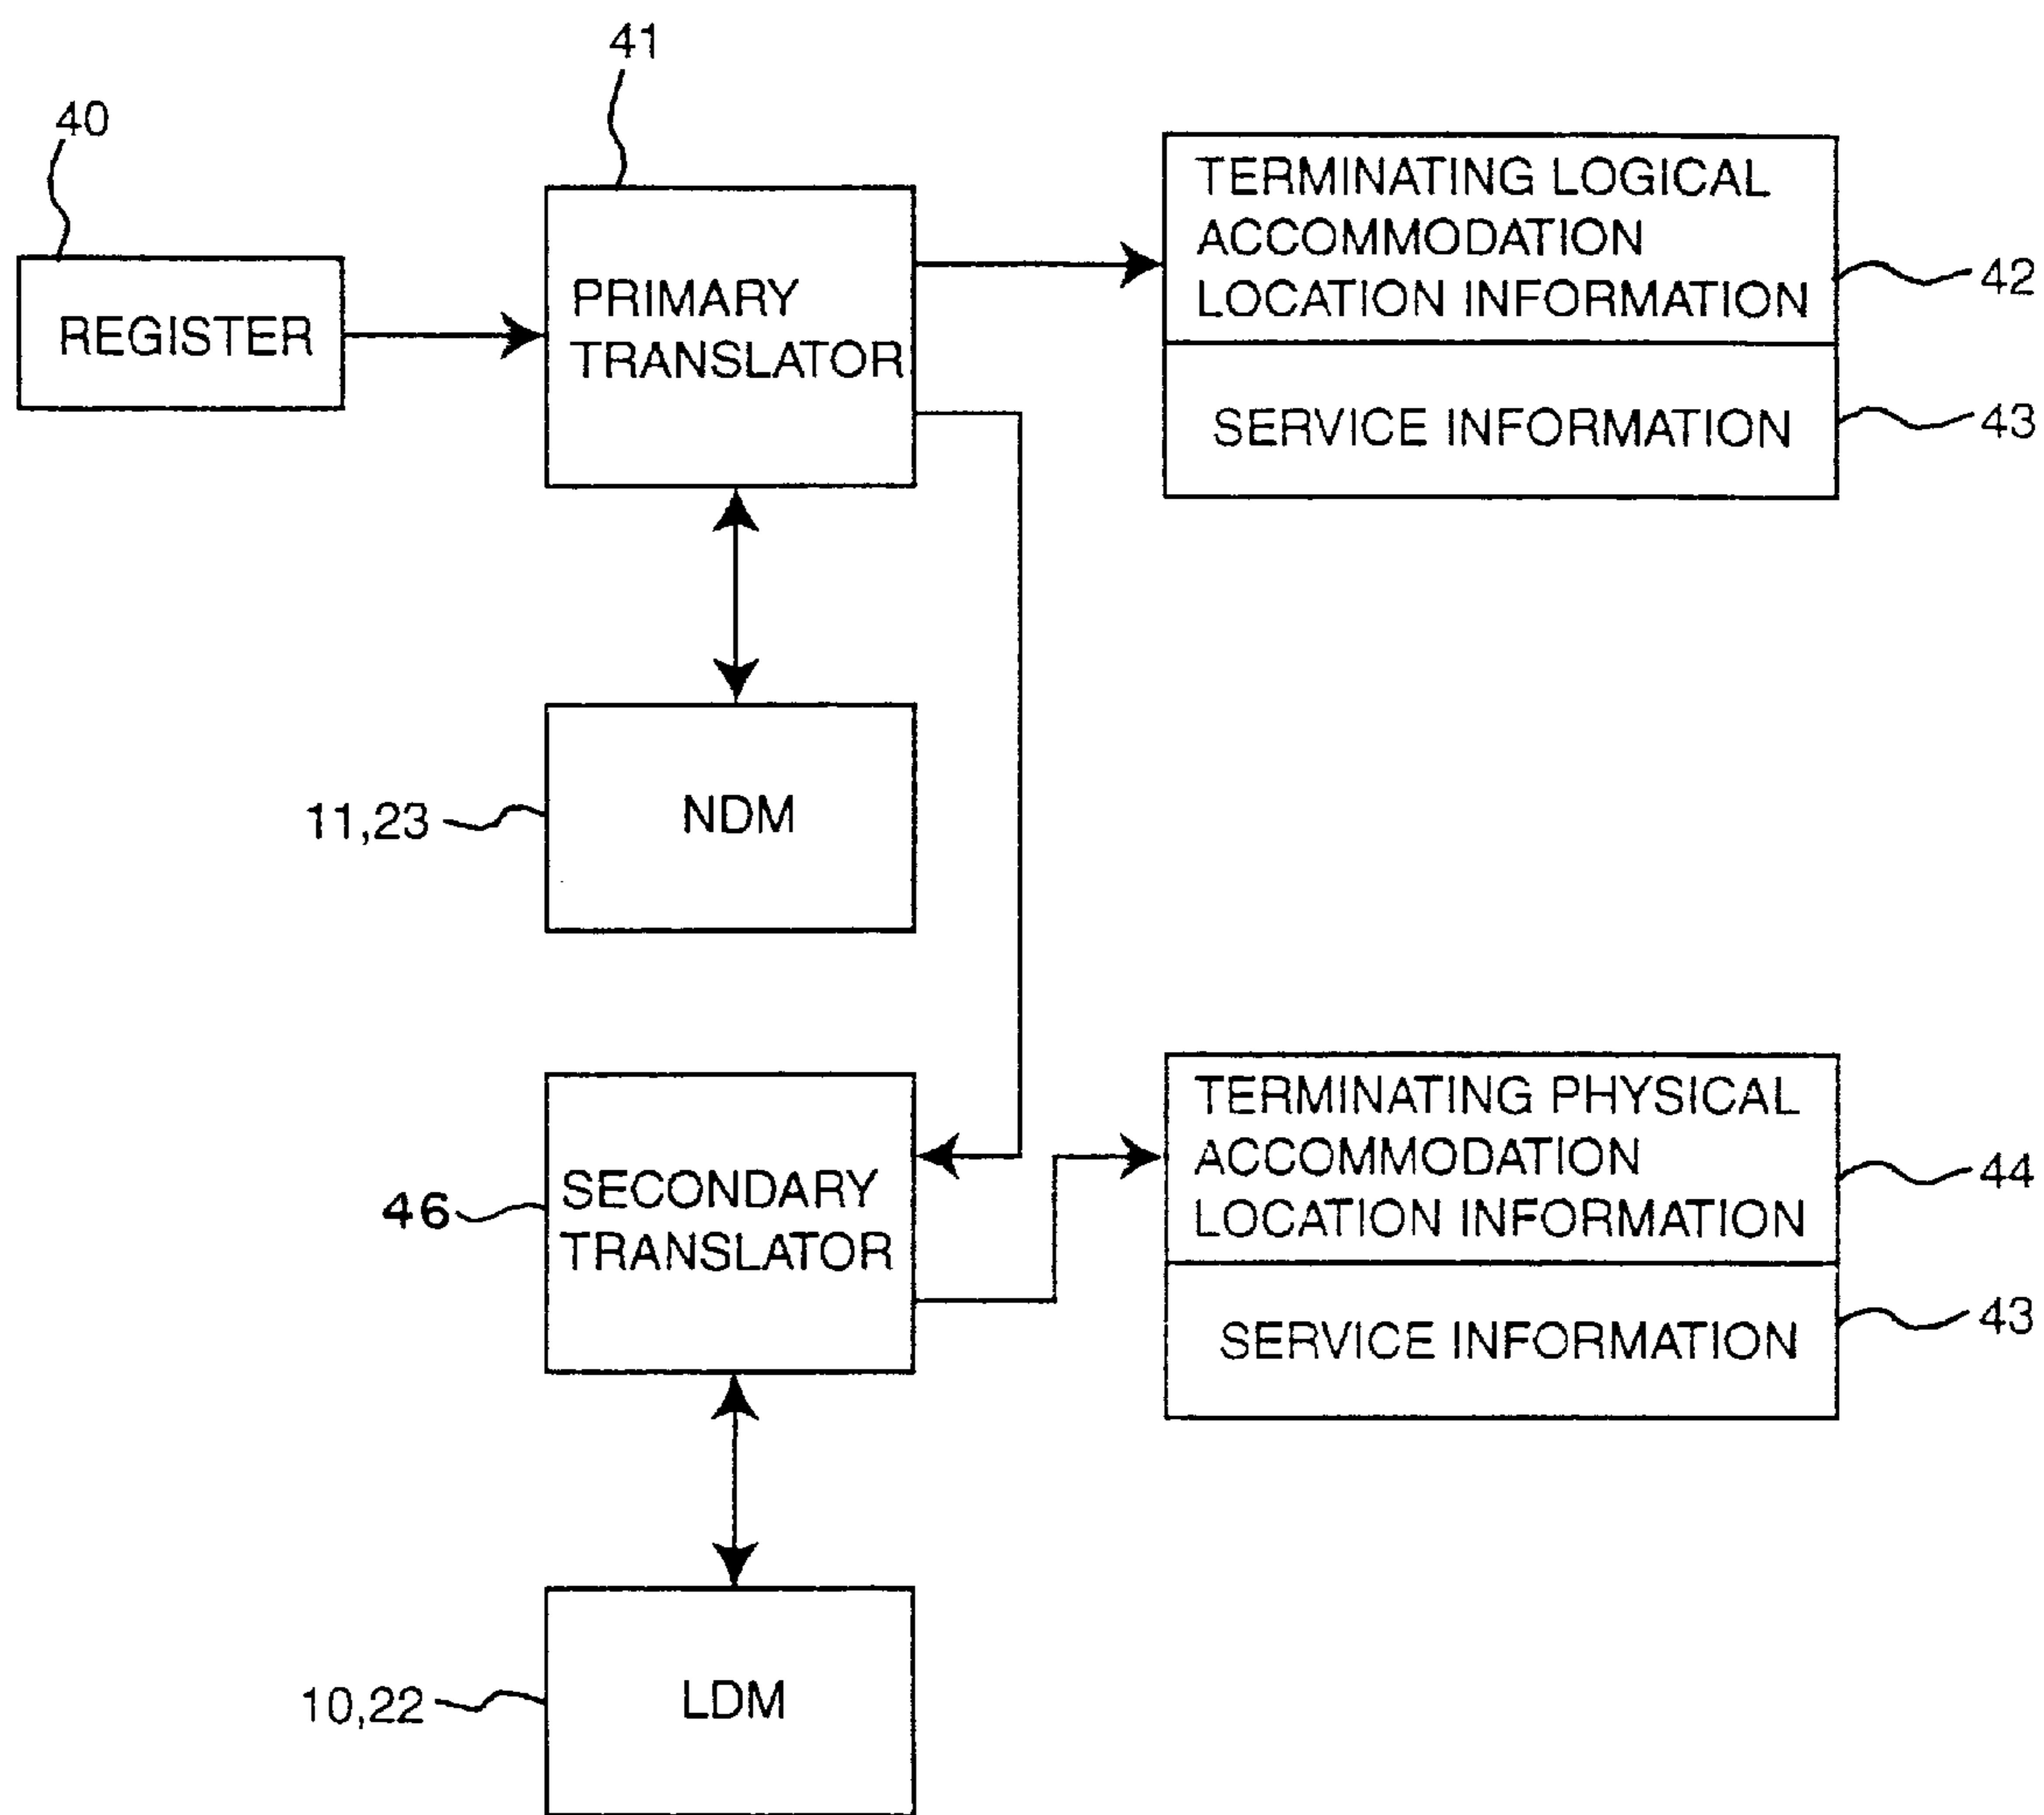 41
40
TERMINATING LOGICAL
ACCOMMODATION
LOCATION INFORMATION
42
PRIMARY
TRANSLATOR
REGISTER
SERVICE INFORMATION
43
NDM
11,23
TERMINATING PHYSICAL
ACCOMMODATION
LOCATION INFORMATION
44
SECONDARY
TRANSLATOR
46
SERVICE INFORMATION
43
LDM
10,22